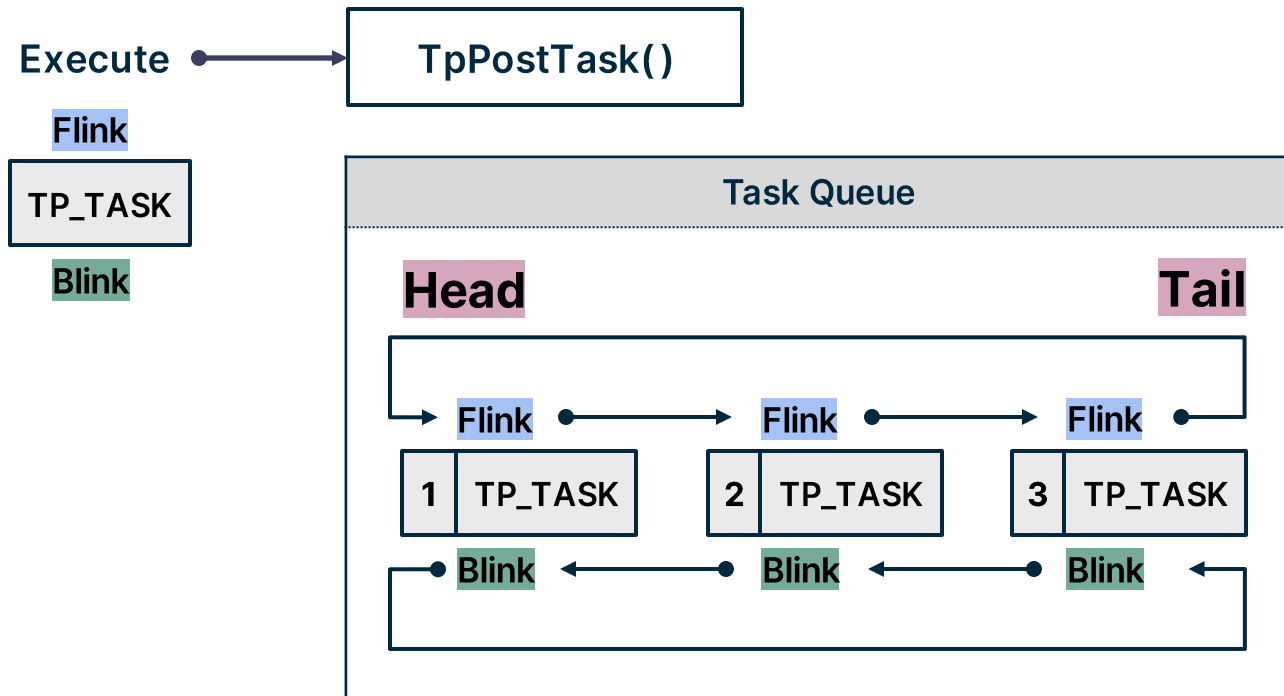 Execute
TpPostTask()
Flink
TP_TASK
Blink
Task Queue
Head
Tail
Flink
Flink
Flink
1 TP_TASK
2 TP_TASK
3 TP_TASK
Blink
Blink
Blink